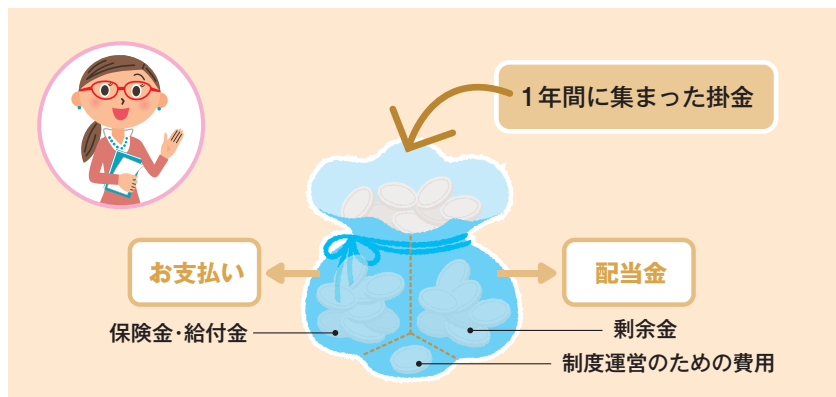 1年間に集まった掛金
お支払い
配当金
保険金・給付金
剰余金
制度運営のための費用